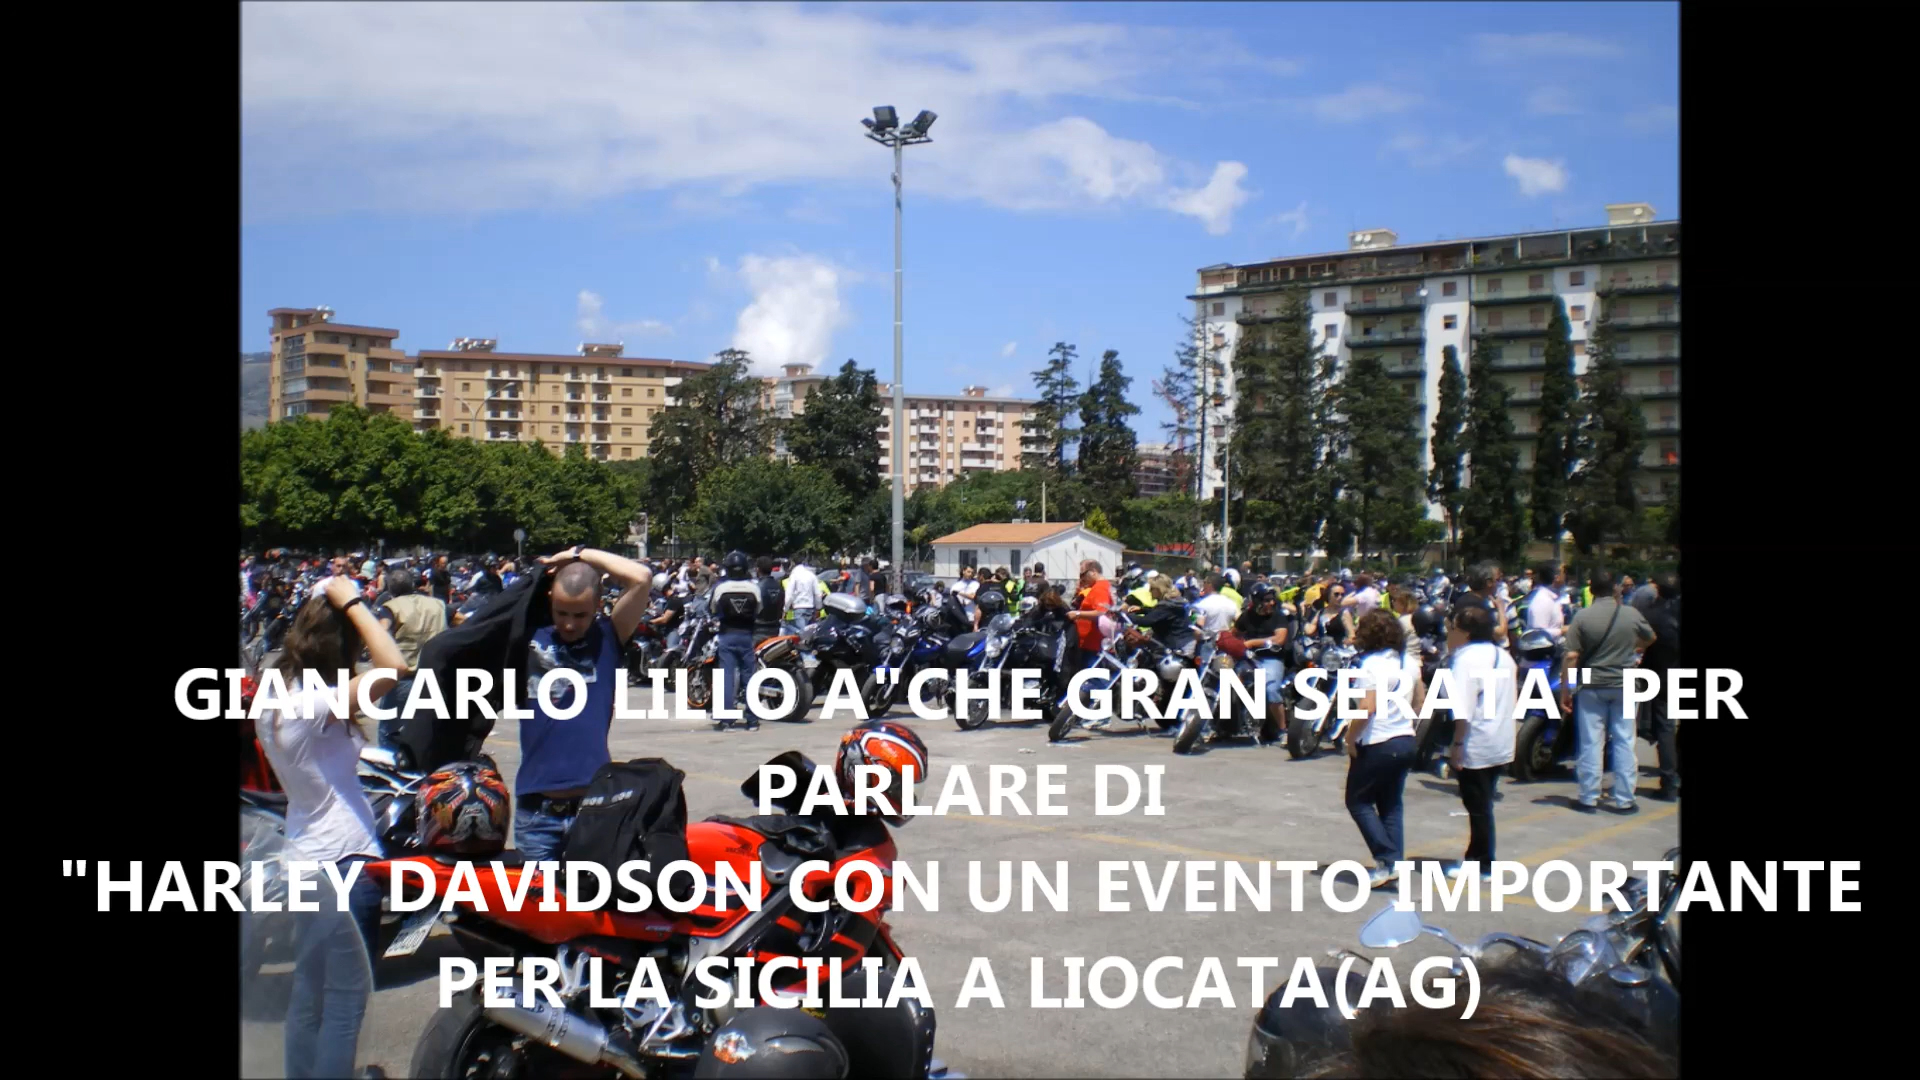 GIANCARLO LILLO A"CHE GRAN SERATA" PER
PARLARE DI
"HARLEY DAVIDSON CON UN EVENTO IMPORTANTE
PER LA SICILIA A LIOCATA(AG)